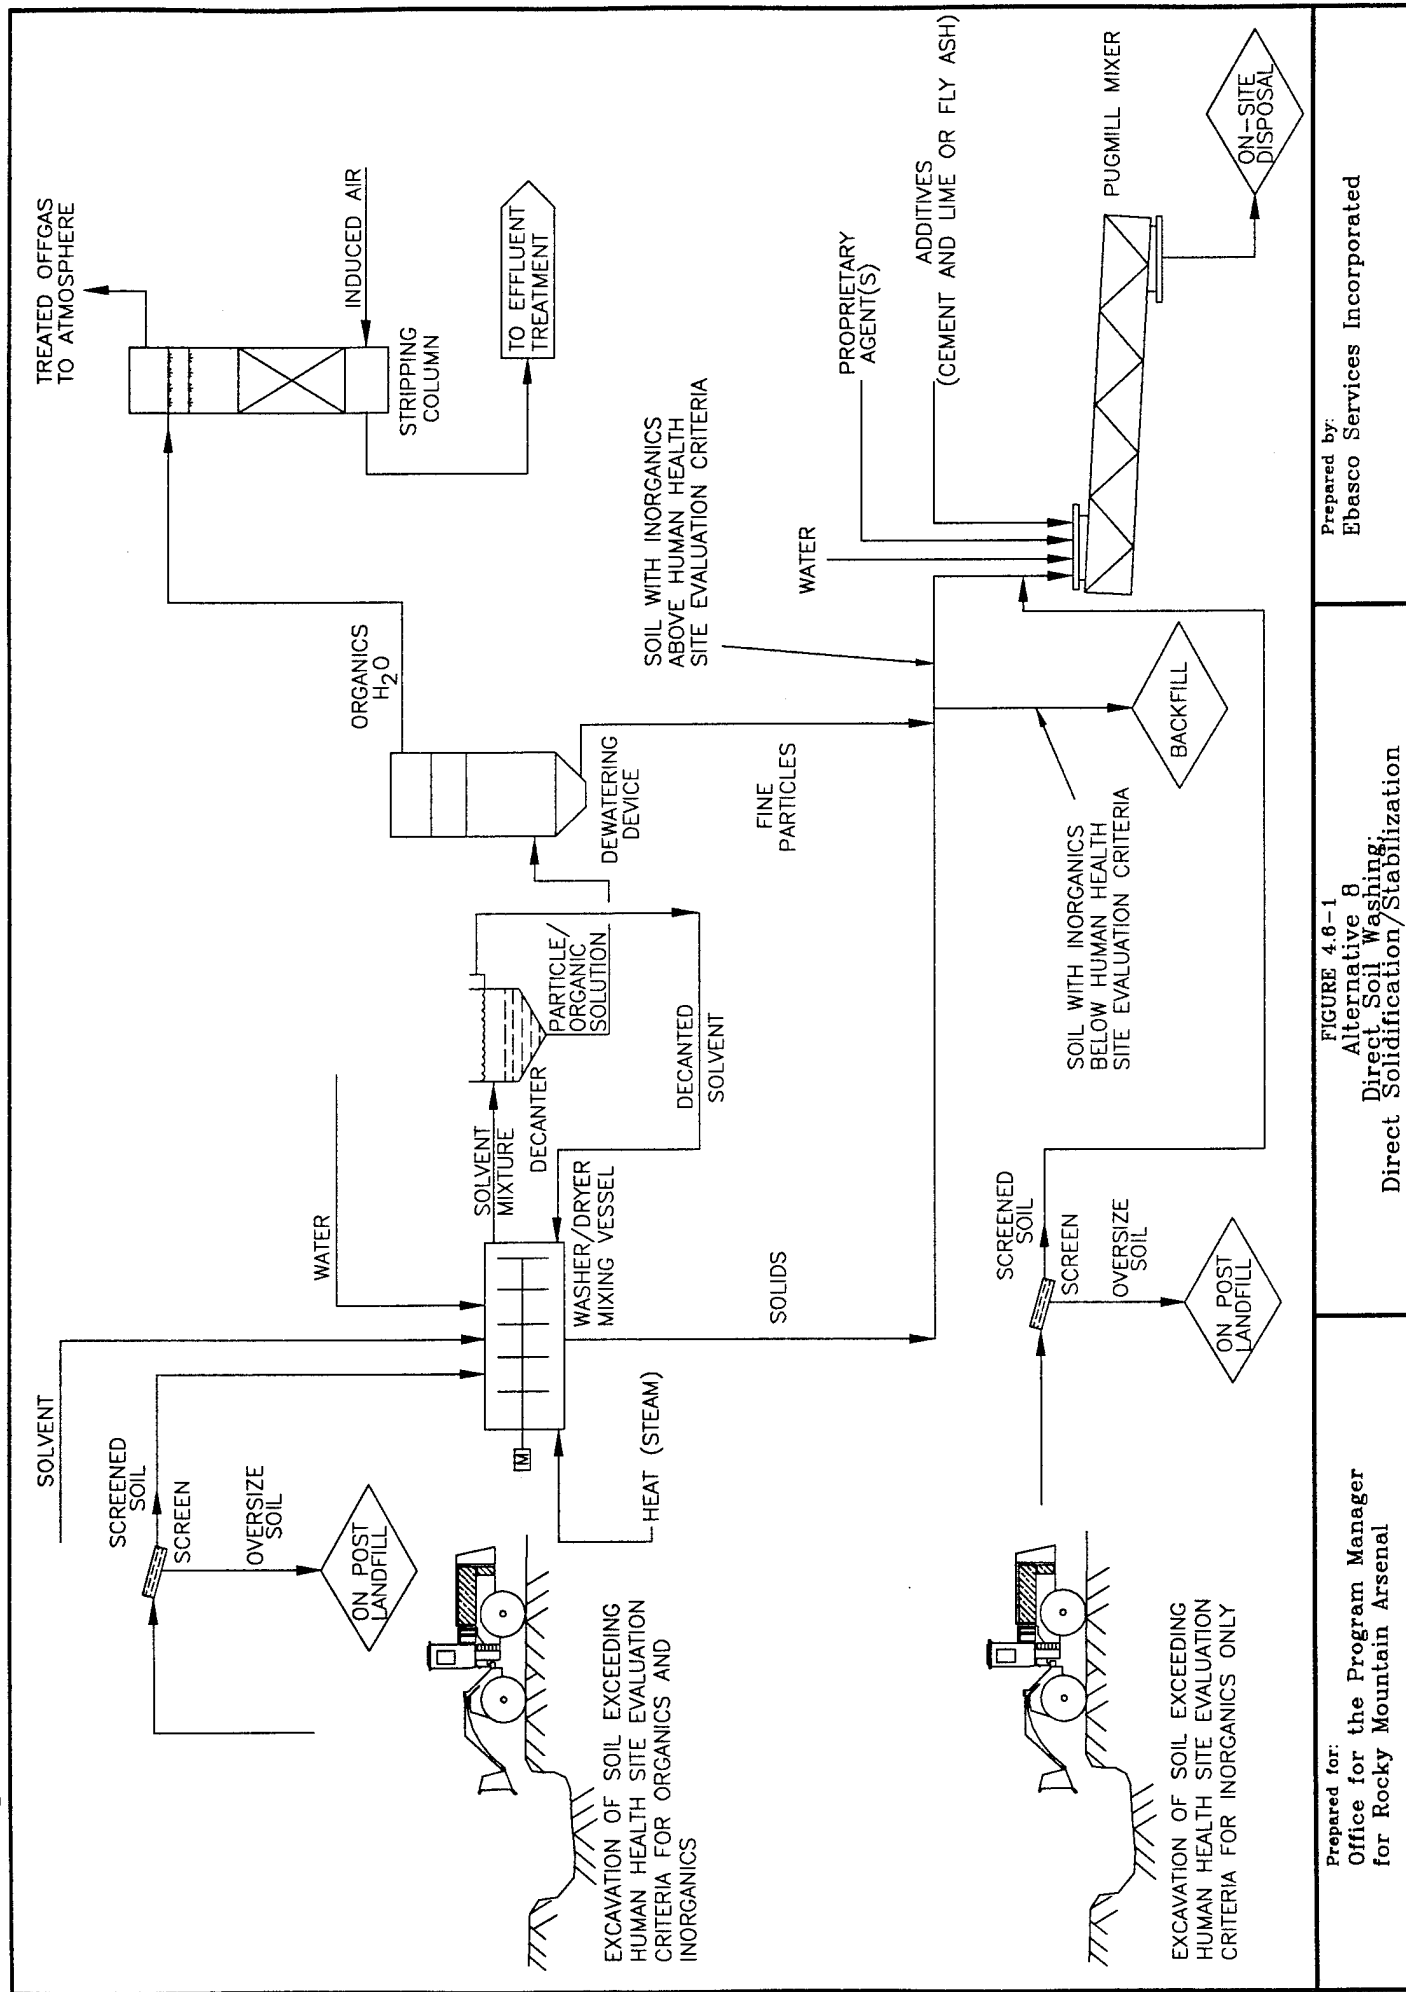 SOLVENT
SCREENED
SOIL
SCREEN
OVERSIZE
SOIL
ON POST
LANDFILL
WATER
HEAT (STEAM)
M
WASHER/DRYER
MIXING VESSEL
SOLVENT
MIXTURE
DECANTER
PARTICLE/
ORGANIC
SOLUTION
DECANTED
SOLVENT
SOLIDS
DEWATERING
DEVICE
ORGANICS
H2O
FINE
PARTICLES
TREATED OFFGAS
TO ATMOSPHERE
INDUCED AIR
STRIPPING
COLUMN
TO EFFLUENT
TREATMENT
EXCAVATION OF SOIL EXCEEDING
HUMAN HEALTH SITE EVALUATION
CRITERIA FOR ORGANICS AND
INORGANICS
SOIL WITH INORGANICS
ABOVE HUMAN HEALTH
SITE EVALUATION CRITERIA
WATER
PROPRIETARY
AGENT(S)
ADDITIVES
(CEMENT AND LIME OR FLY ASH)
PUGMILL MIXER
ON-SITE
DISPOSAL
BACKFILL
SOIL WITH INORGANICS
BELOW HUMAN HEALTH
SITE EVALUATION CRITERIA
SCREENED
SOIL
SCREEN
OVERSIZE
SOIL
ON POST
LANDFILL
EXCAVATION OF SOIL EXCEEDING
HUMAN HEALTH SITE EVALUATION
CRITERIA FOR INORGANICS ONLY
Prepared for:
Office for the Program Manager
for Rocky Mountain Arsenal
FIGURE 4.6-1
Alternative 8
Direct Soil Washing;
Direct Solidification/Stabilization
Prepared by:
Ebasco Services Incorporated